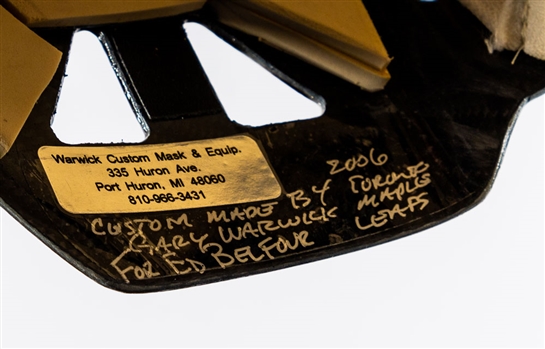 Warwick Custom Mask & Equip.
335 Huron Ave.
Port Huron, MI 48060
810-966-3431
CUSTOM MADE BY
GARY WARWICK
FOR ED BELFOUR
2006
TORONTO
MAPLE
LEAFS